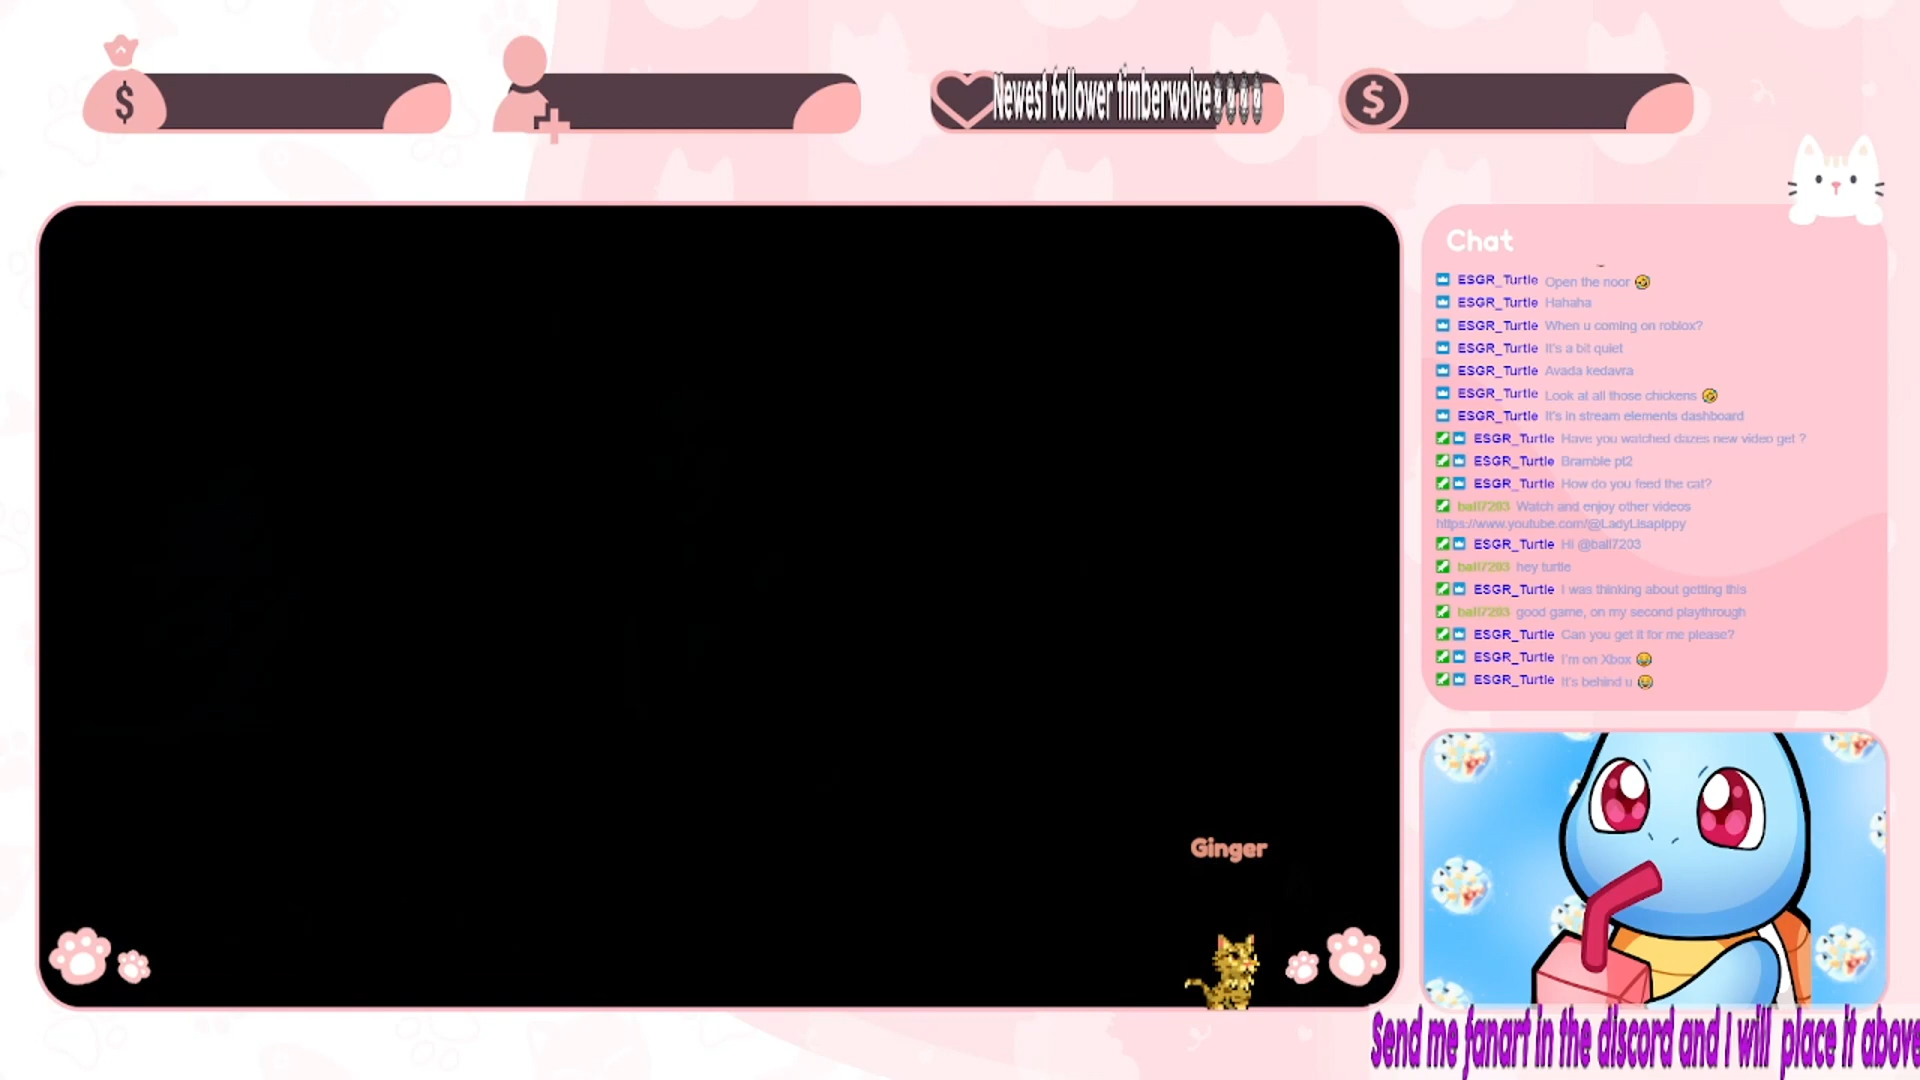 $
Newest follower timberwolve
$
Chat
ESGR_Turtle Open the noor 🤣
ESGR_Turtle Hahaha
ESGR_Turtle When u coming on roblox?
ESGR_Turtle It's a bit quiet
ESGR_Turtle Avada kedavra
ESGR_Turtle Look at all those chickens 🤣
ESGR_Turtle It's in stream elements dashboard
ESGR_Turtle Have you watched dazes new video get ?
ESGR_Turtle Bramble pt2
ESGR_Turtle How do you feed the cat?
ball7203 Watch and enjoy other videos
https://www.youtube.com/@LadyLisapippy
ESGR_Turtle Hi @ball7203
ball7203 hey turtle
ESGR_Turtle I was thinking about getting this
ball7203 good game, on my second playthrough
ESGR_Turtle Can you get it for me please?
ESGR_Turtle I'm on Xbox 😂
ESGR_Turtle It's behind u 😂
Ginger
Send me fanart in the discord and I will place it above